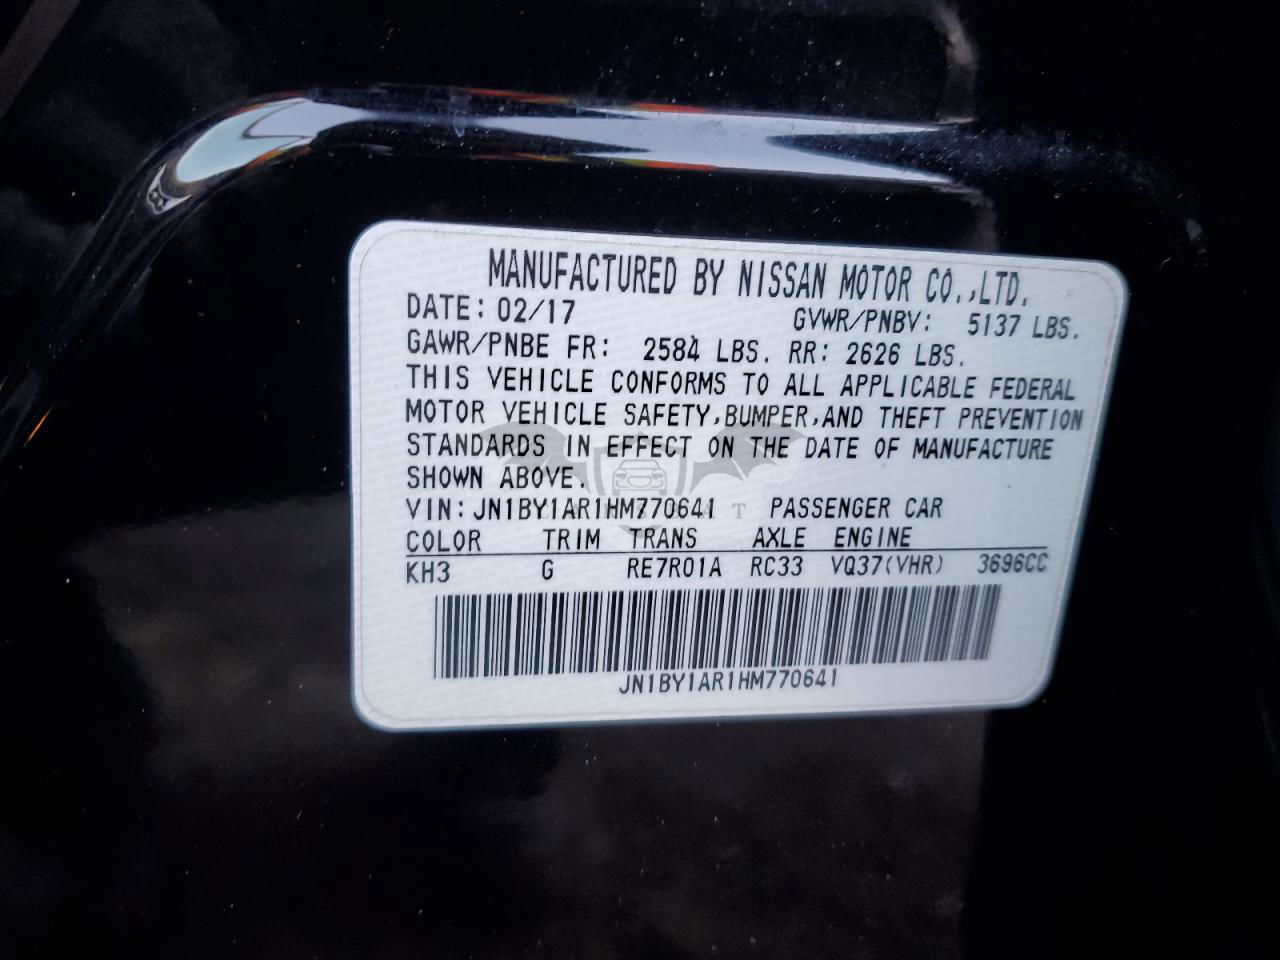 MANUFACTURED BY NISSAN MOTOR CO.,LTD.
DATE: 02/17 GVWR/PNBV: 5137 LBS.
GAWR/PNBE FR: 2584 LBS. RR: 2626 LBS.
THIS VEHICLE CONFORMS TO ALL APPLICABLE FEDERAL
MOTOR VEHICLE SAFETY,BUMPER,AND THEFT PREVENTION
STANDARDS IN EFFECT ON THE DATE OF MANUFACTURE
SHOWN ABOVE.
VIN: JN1BY1AR1HM770641 PASSENGER CAR
COLOR TRIM TRANS AXLE ENGINE
KH3 G RE7R01A RC33 VQ37(VHR) 3696CC
JN1BY1AR1HM770641